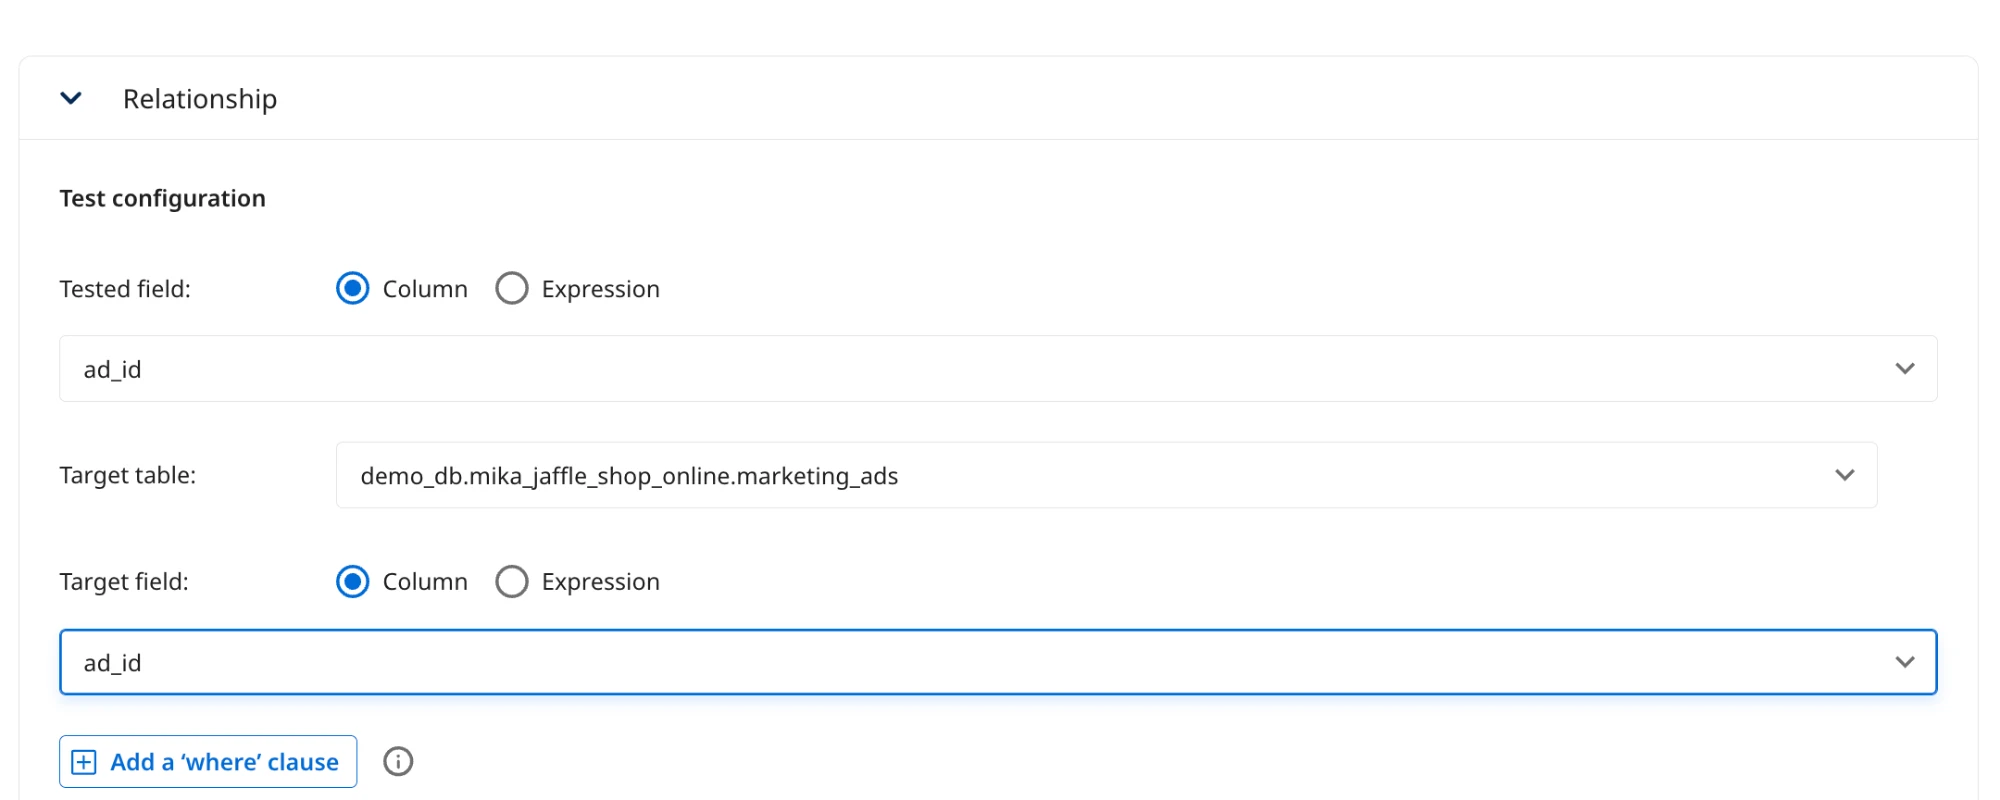 Relationship
Test configuration
Tested field: Column Expression
ad_id
Target table: demo_db.mika_jaffle_shop_online.marketing_ads
Target field: Column Expression
ad_id
Add a ‘where’ clause